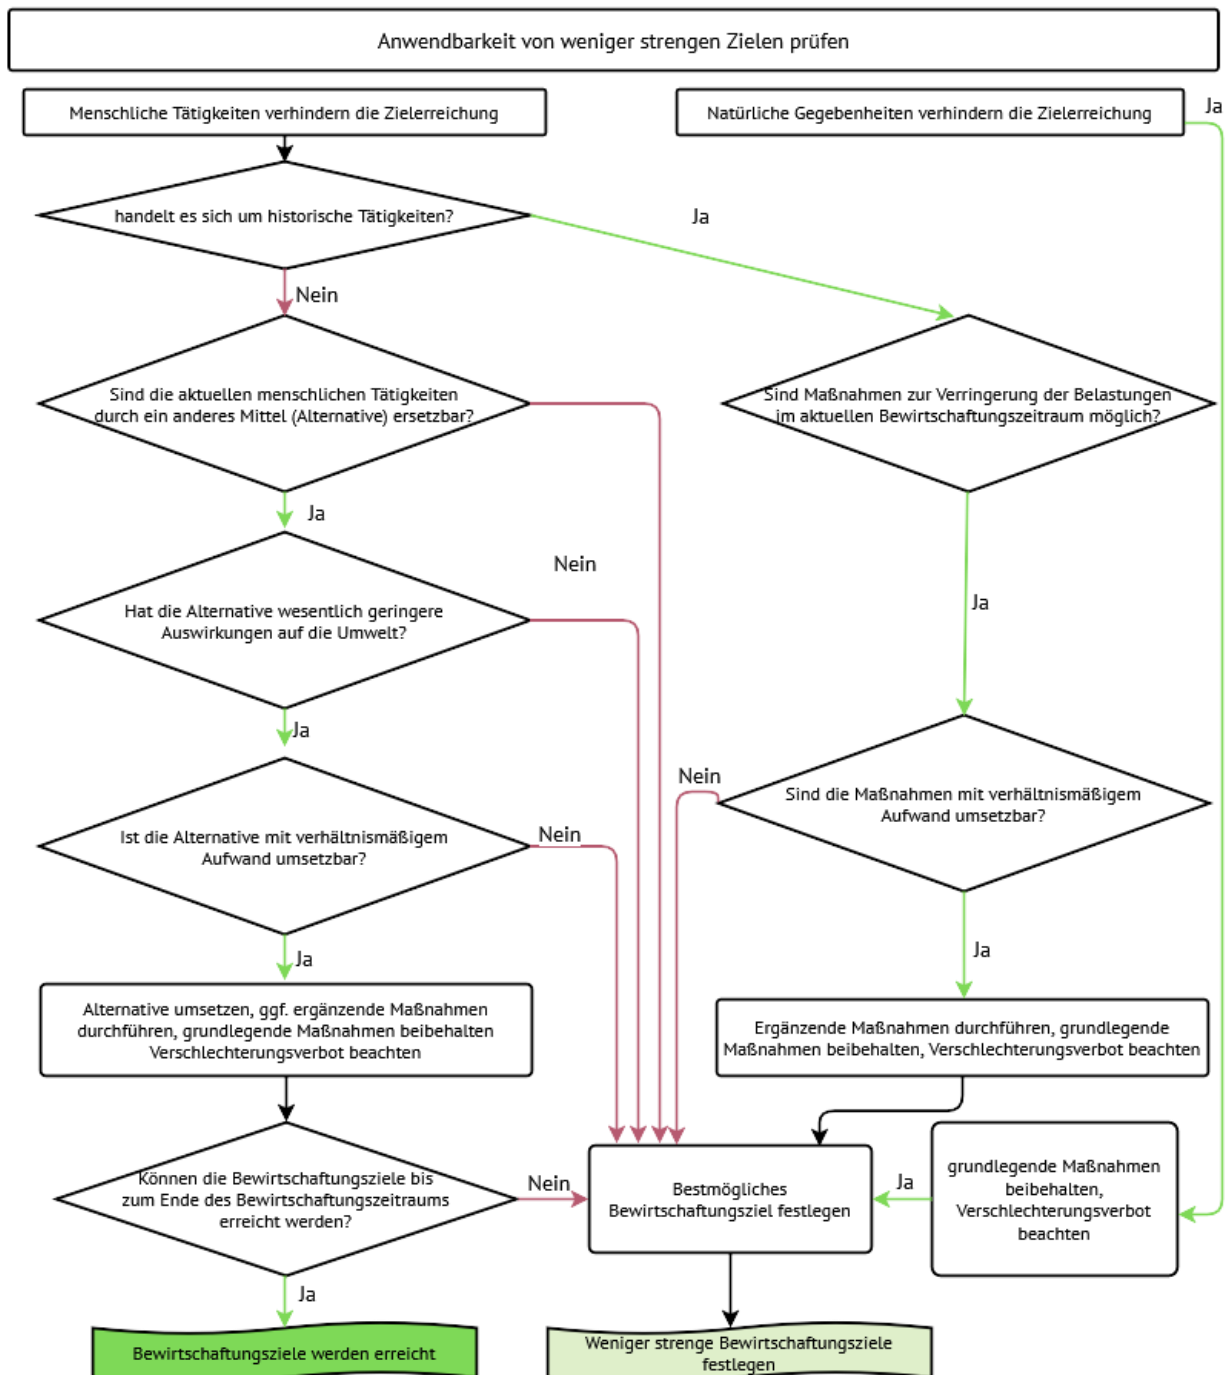 Anwendbarkeit von weniger strengen Zielen prüfen
Menschliche Tätigkeiten verhindern die Zielerreichung
Natürliche Gegebenheiten verhindern die Zielerreichung
Ja
handelt es sich um historische Tätigkeiten?
Ja
Nein
Sind die aktuellen menschlichen Tätigkeiten
durch ein anderes Mittel (Alternative) ersetzbar?
Sind Maßnahmen zur Verringerung der Belastungen
im aktuellen Bewirtschaftungszeitraum möglich?
Ja
Nein
Hat die Alternative wesentlich geringere
Auswirkungen auf die Umwelt?
Ja
Ja
Nein
Sind die Maßnahmen mit verhältnismäßigem
Aufwand umsetzbar?
Ist die Alternative mit verhältnismäßigem
Aufwand umsetzbar?
Nein
Ja
Ja
Alternative umsetzen, ggf. ergänzende Maßnahmen
durchführen, grundlegende Maßnahmen beibehalten
Verschlechterungsverbot beachten
Ergänzende Maßnahmen durchführen, grundlegende
Maßnahmen beibehalten, Verschlechterungsverbot beachten
Können die Bewirtschaftungsziele bis
zum Ende des Bewirtschaftungszeitraums
erreicht werden?
Nein
Bestmögliches
Bewirtschaftungsziel festlegen
Ja
grundlegende Maßnahmen
beibehalten,
Verschlechterungsverbot
beachten
Ja
Bewirtschaftungsziele werden erreicht
Weniger strenge Bewirtschaftungsziele
festlegen